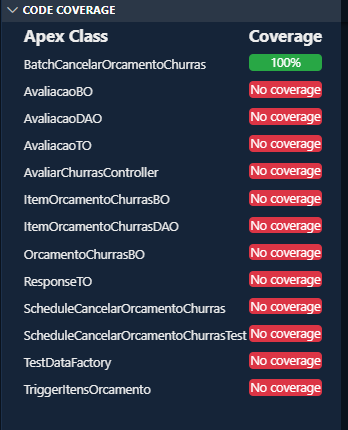 CODE COVERAGE
Apex Class Coverage
BatchCancelarOrcamentoChurras 100%
AvaliacaoBO No coverage
AvaliacaoDAO No coverage
AvaliacaoTO No coverage
AvaliarChurrasController No coverage
ItemOrcamentoChurrasBO No coverage
ItemOrcamentoChurrasDAO No coverage
OrcamentoChurrasBO No coverage
ResponseTO No coverage
ScheduleCancelarOrcamentoChurras No coverage
ScheduleCancelarOrcamentoChurrasTest No coverage
TestDataFactory No coverage
TriggerItensOrcamento No coverage